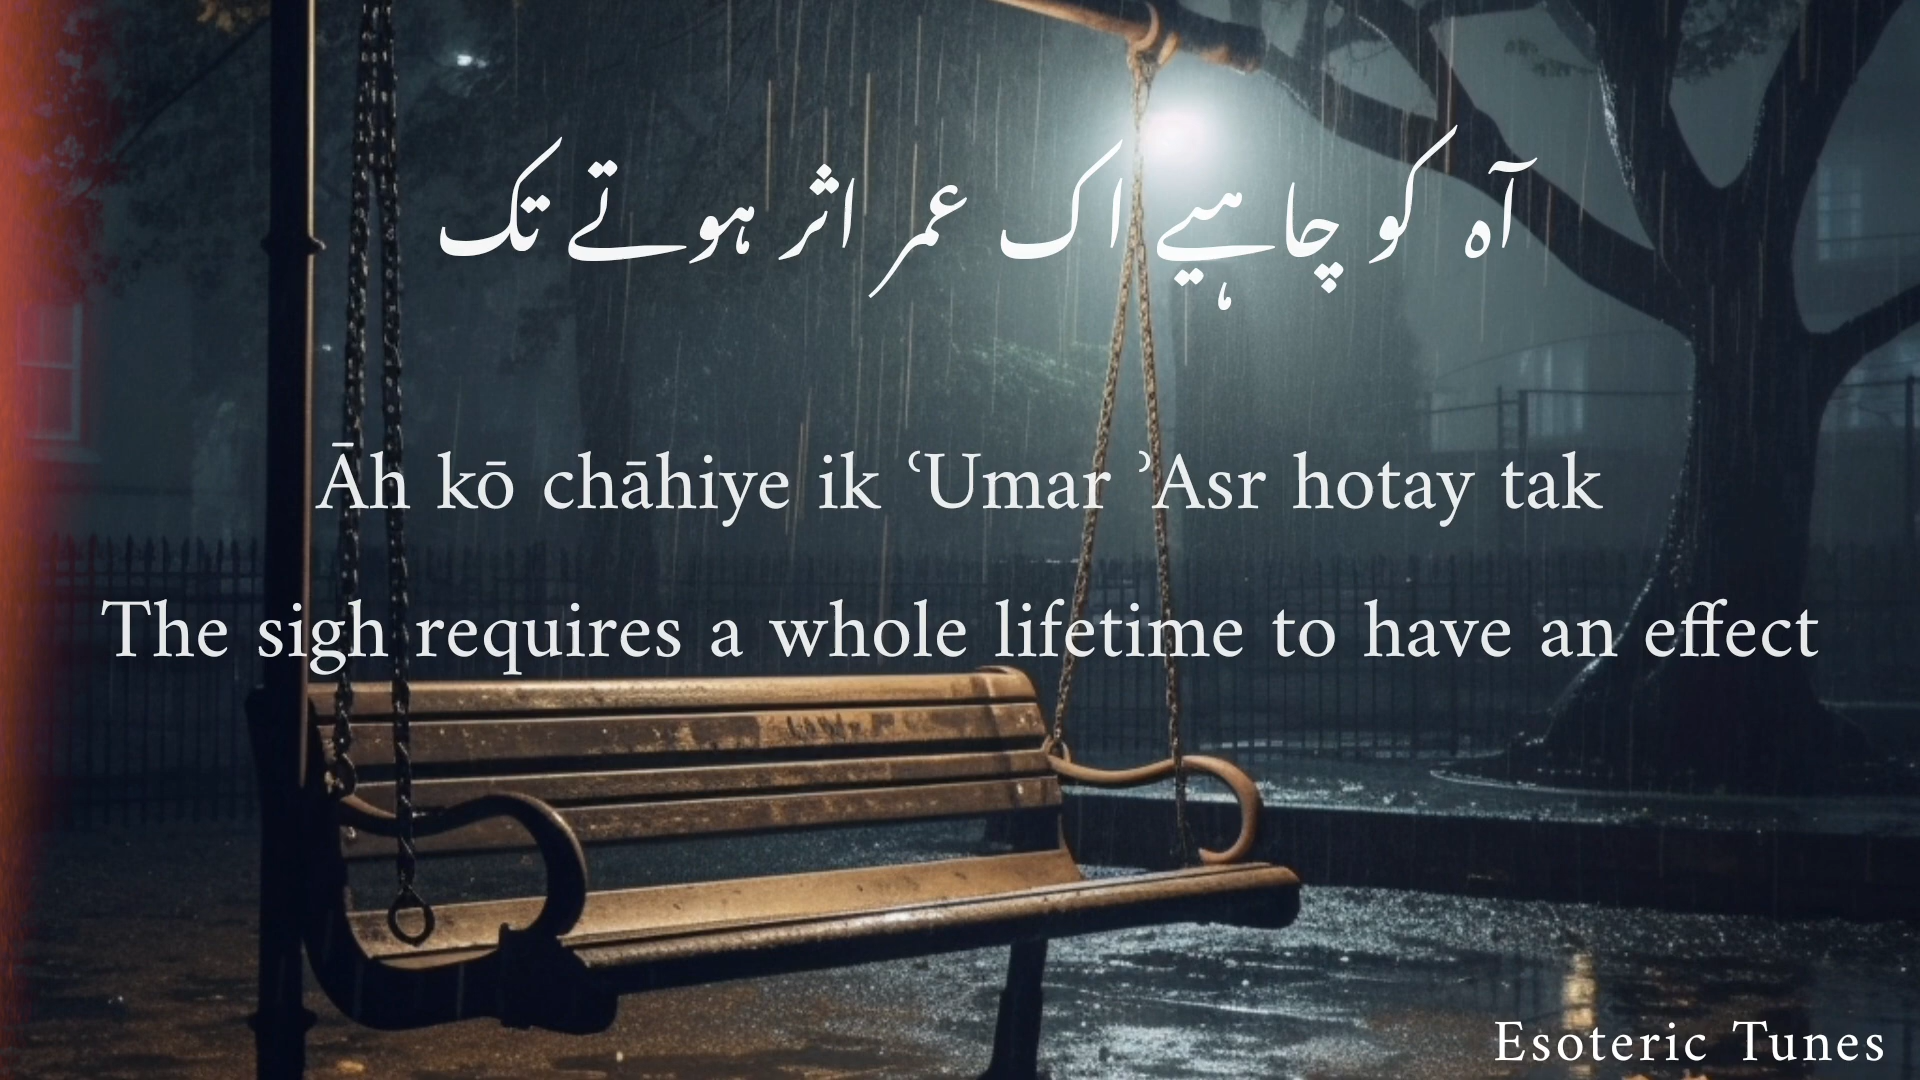 آہ کو چاہیے اک عمر اثر ہوتے تک
Āh kō chāhiye ik ʿUmar ʾAsr hotay tak
The sigh requires a whole lifetime to have an effect
Esoteric Tunes